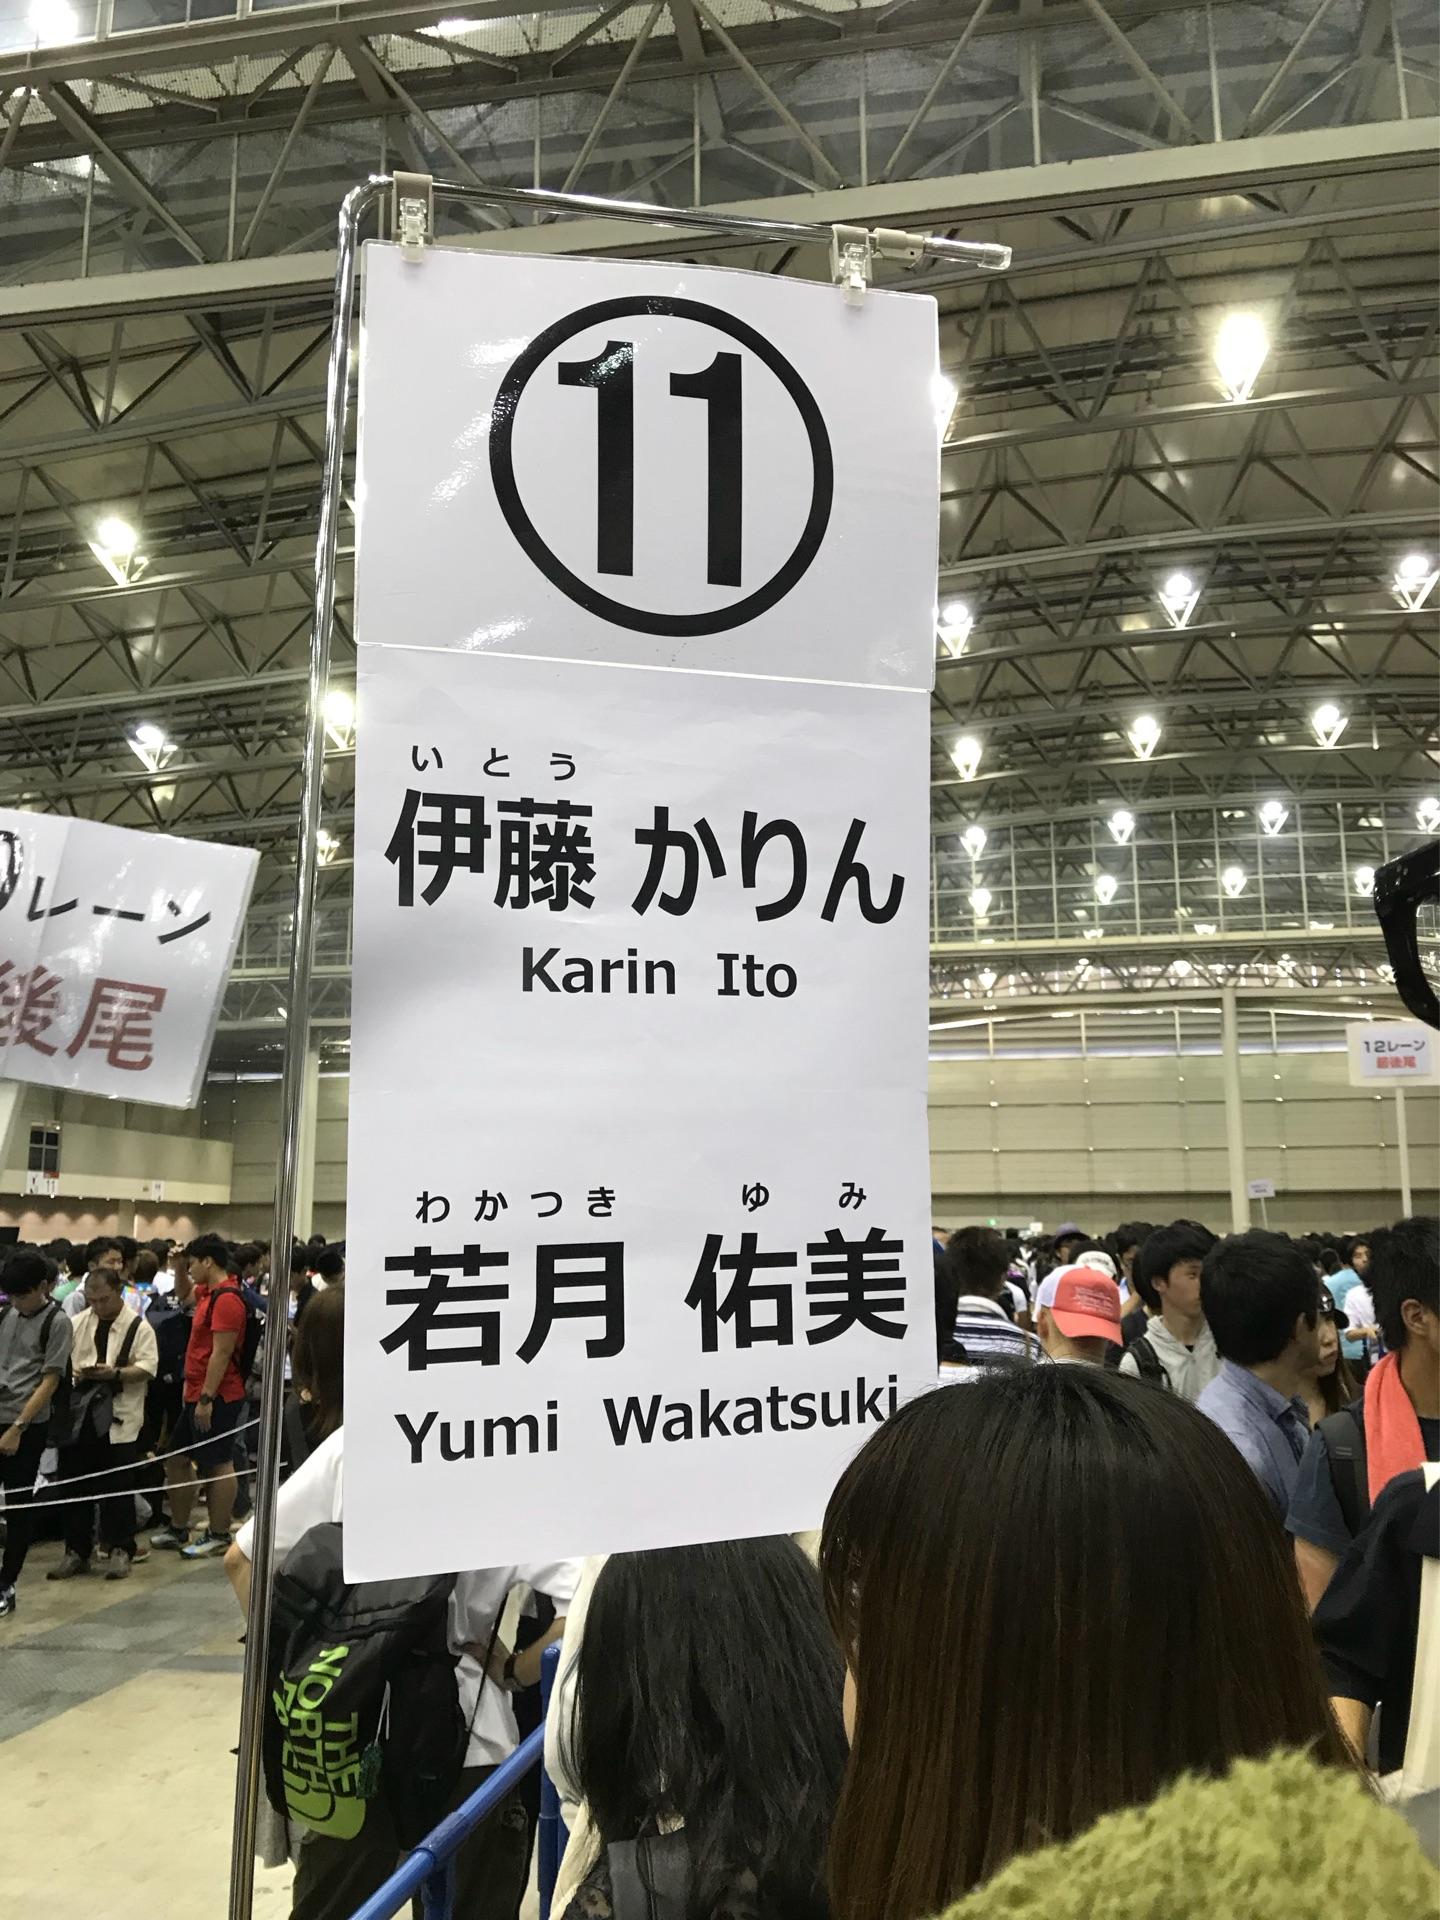 ⑪
いとう
伊藤 かりん
Karin Ito
わかつき ゆみ
若月 佑美
Yumi Wakatsuki
レーン
後尾
12レーン
最後尾
11
THE
NORTH